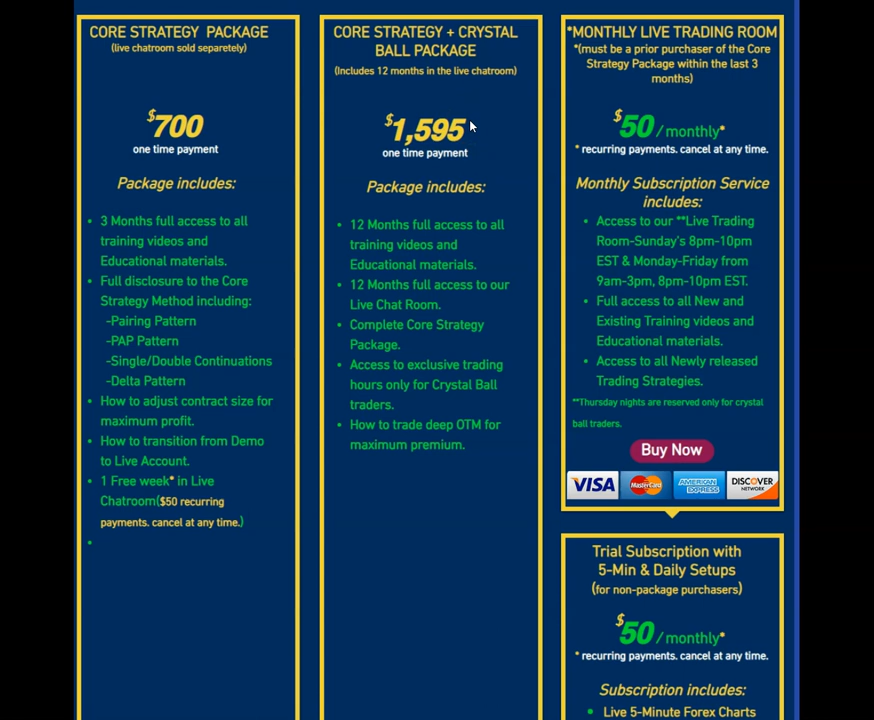 CORE STRATEGY PACKAGE
(live chatroom sold separetely)
$700
one time payment
Package includes:
• 3 Months full access to all
training videos and
Educational materials.
• Full disclosure to the Core
Strategy Method including:
-Pairing Pattern
-PAP Pattern
-Single/Double Continuations
-Delta Pattern
• How to adjust contract size for
maximum profit.
• How to transition from Demo
to Live Account.
• 1 Free week* in Live
Chatroom($50 recurring
payments. cancel at any time.)
•
CORE STRATEGY + CRYSTAL
BALL PACKAGE
(Includes 12 months in the live chatroom)
$1,595
one time payment
Package includes:
• 12 Months full access to all
training videos and
Educational materials.
• 12 Months full access to our
Live Chat Room.
• Complete Core Strategy
Package.
• Access to exclusive trading
hours only for Crystal Ball
traders.
• How to trade deep OTM for
maximum premium.
*MONTHLY LIVE TRADING ROOM
*(must be a prior purchaser of the Core
Strategy Package within the last 3
months)
$50 / monthly*
* recurring payments. cancel at any time.
Monthly Subscription Service
includes:
• Access to our **Live Trading
Room-Sunday's 8pm-10pm
EST & Monday-Friday from
9am-3pm, 8pm-10pm EST.
• Full access to all New and
Existing Training videos and
Educational materials.
• Access to all Newly released
Trading Strategies.
**Thursday nights are reserved only for crystal
ball traders.
Buy Now
VISA MasterCard AMERICAN EXPRESS DISCOVER NETWORK
Trial Subscription with
5-Min & Daily Setups
(for non-package purchasers)
$50 / monthly*
* recurring payments. cancel at any time.
Subscription includes:
• Live 5-Minute Forex Charts